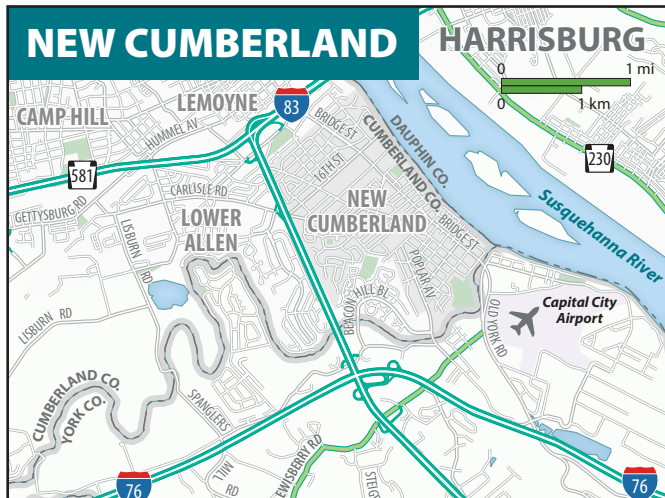 NEW CUMBERLAND
HARRISBURG
0 1 mi
0 1 km
CAMP HILL
LEMOYNE
83
HUMMEL AV
BRIDGE ST
DAUPHIN CO.
CUMBERLAND CO.
230
581
16TH ST
CARLISLE RD
GETTYSBURG RD
LISBURN RD
LOWER
ALLEN
NEW
CUMBERLAND
BRIDGE ST
Susquehanna River
POPLAR AV
BEACON HILL BL
OLD YORK RD
Capital City
Airport
LISBURN RD
CUMBERLAND CO.
YORK CO.
SPANGLERS
MILL
RD
EWISBERRY RD
STEIGE
76
76